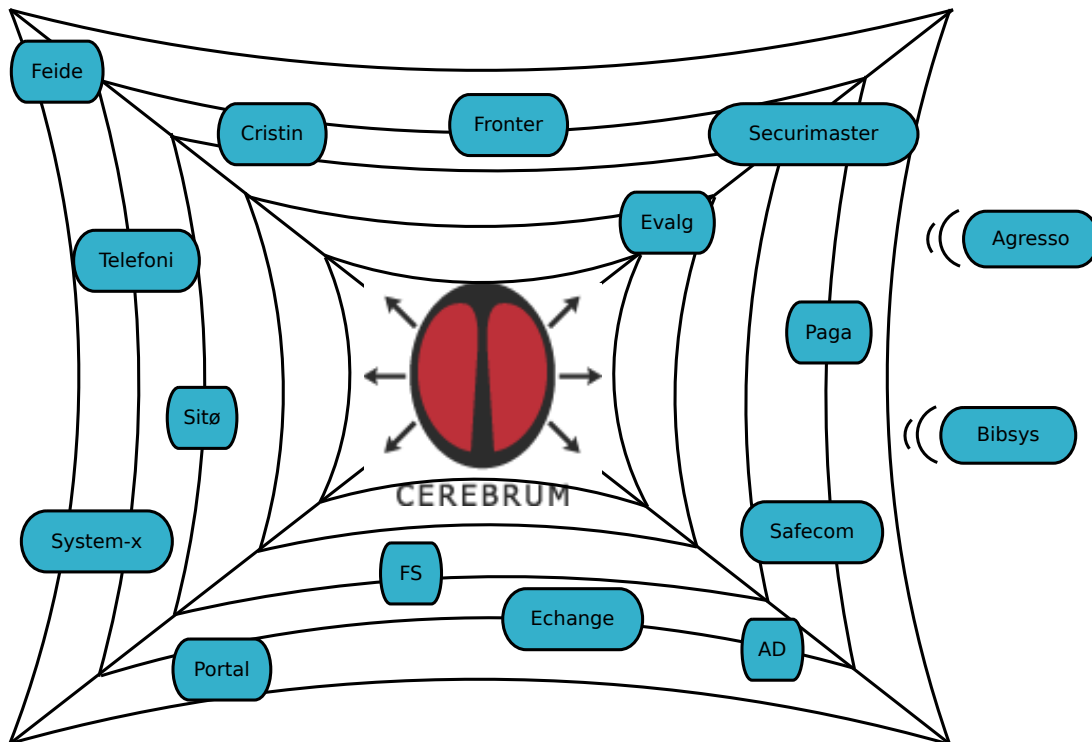 Feide
Cristin
Fronter
Securimaster
Evalg
Agresso
Telefoni
Paga
Sitø
Bibsys
CEREBRUM
System-x
Safecom
FS
Echange
AD
Portal